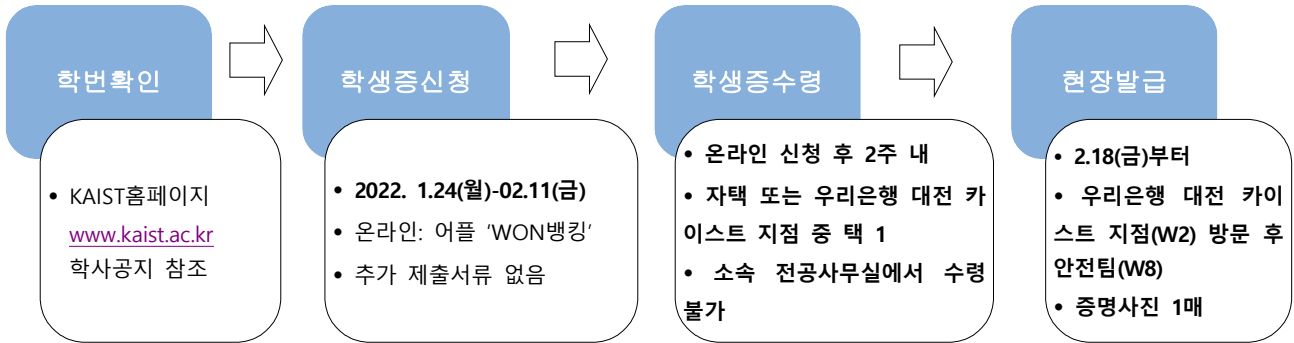 학번확인
• KAIST홈페이지
www.kaist.ac.kr
학사공지 참조
학생증신청
• 2022. 1.24(월)-02.11(금)
• 온라인: 어플 ‘WON뱅킹’
• 추가 제출서류 없음
학생증수령
• 온라인 신청 후 2주 내
• 자택 또는 우리은행 대전 카
이스트 지점 중 택 1
• 소속 전공사무실에서 수령
불가
현장발급
• 2.18(금)부터
• 우리은행 대전 카이
스트 지점(W2) 방문 후
안전팀(W8)
• 증명사진 1매